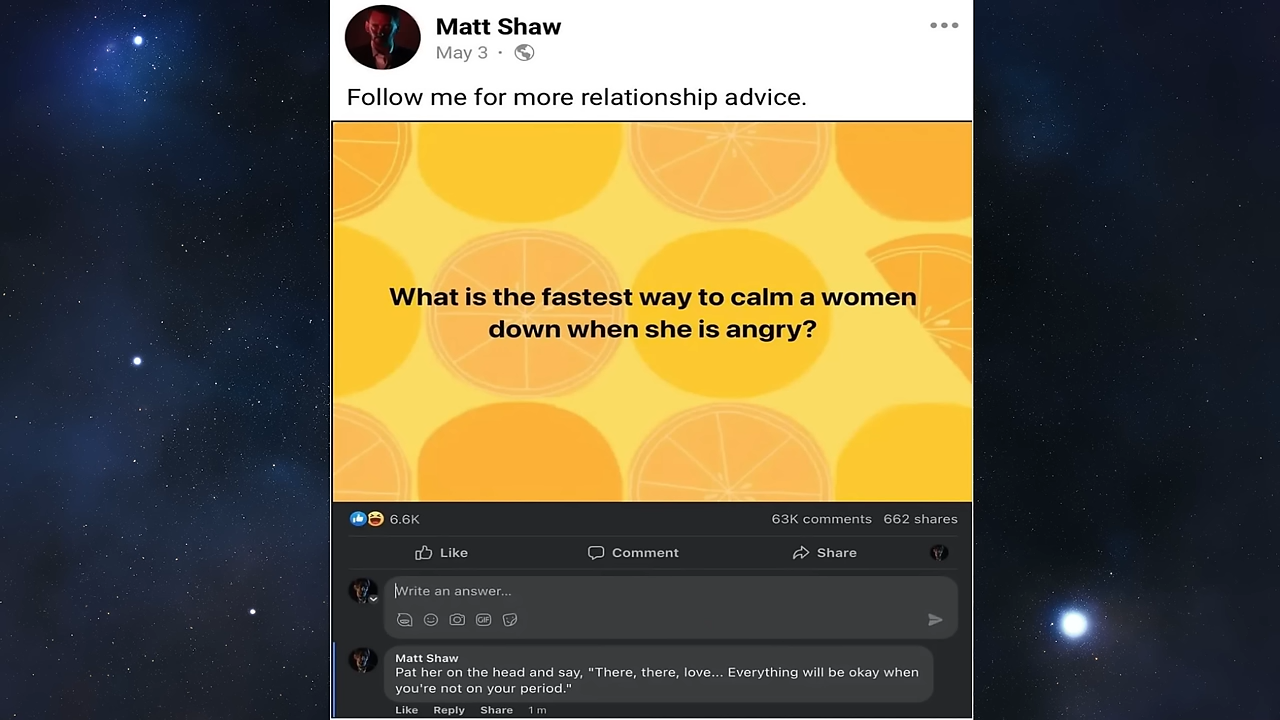 Matt Shaw
May 3 ·
Follow me for more relationship advice.
What is the fastest way to calm a women
down when she is angry?
6.6K 63K comments 662 shares
Like Comment Share
Write an answer...
GIF
Matt Shaw
Pat her on the head and say, "There, there, love... Everything will be okay when
you're not on your period."
Like Reply Share 1 m